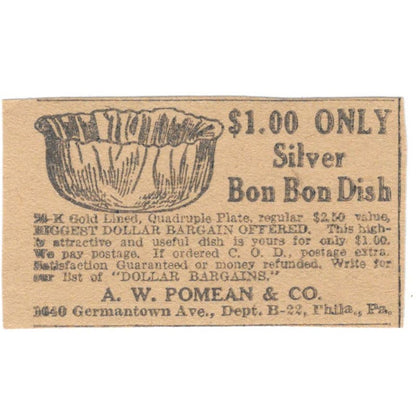 $1.00 ONLY
Silver
Bon Bon Dish
K Gold Lined, Quadruple Plate, regular $2.50 value,
BIGGEST DOLLAR BARGAIN OFFERED. This high-
ly attractive and useful dish is yours for only $1.00.
We pay postage. If ordered C. O. D., postage extra.
Satisfaction Guaranteed or money refunded. Write for
our list of "DOLLAR BARGAINS."
A. W. POMEAN & CO.
Germantown Ave., Dept. B-22, Phila., Pa.